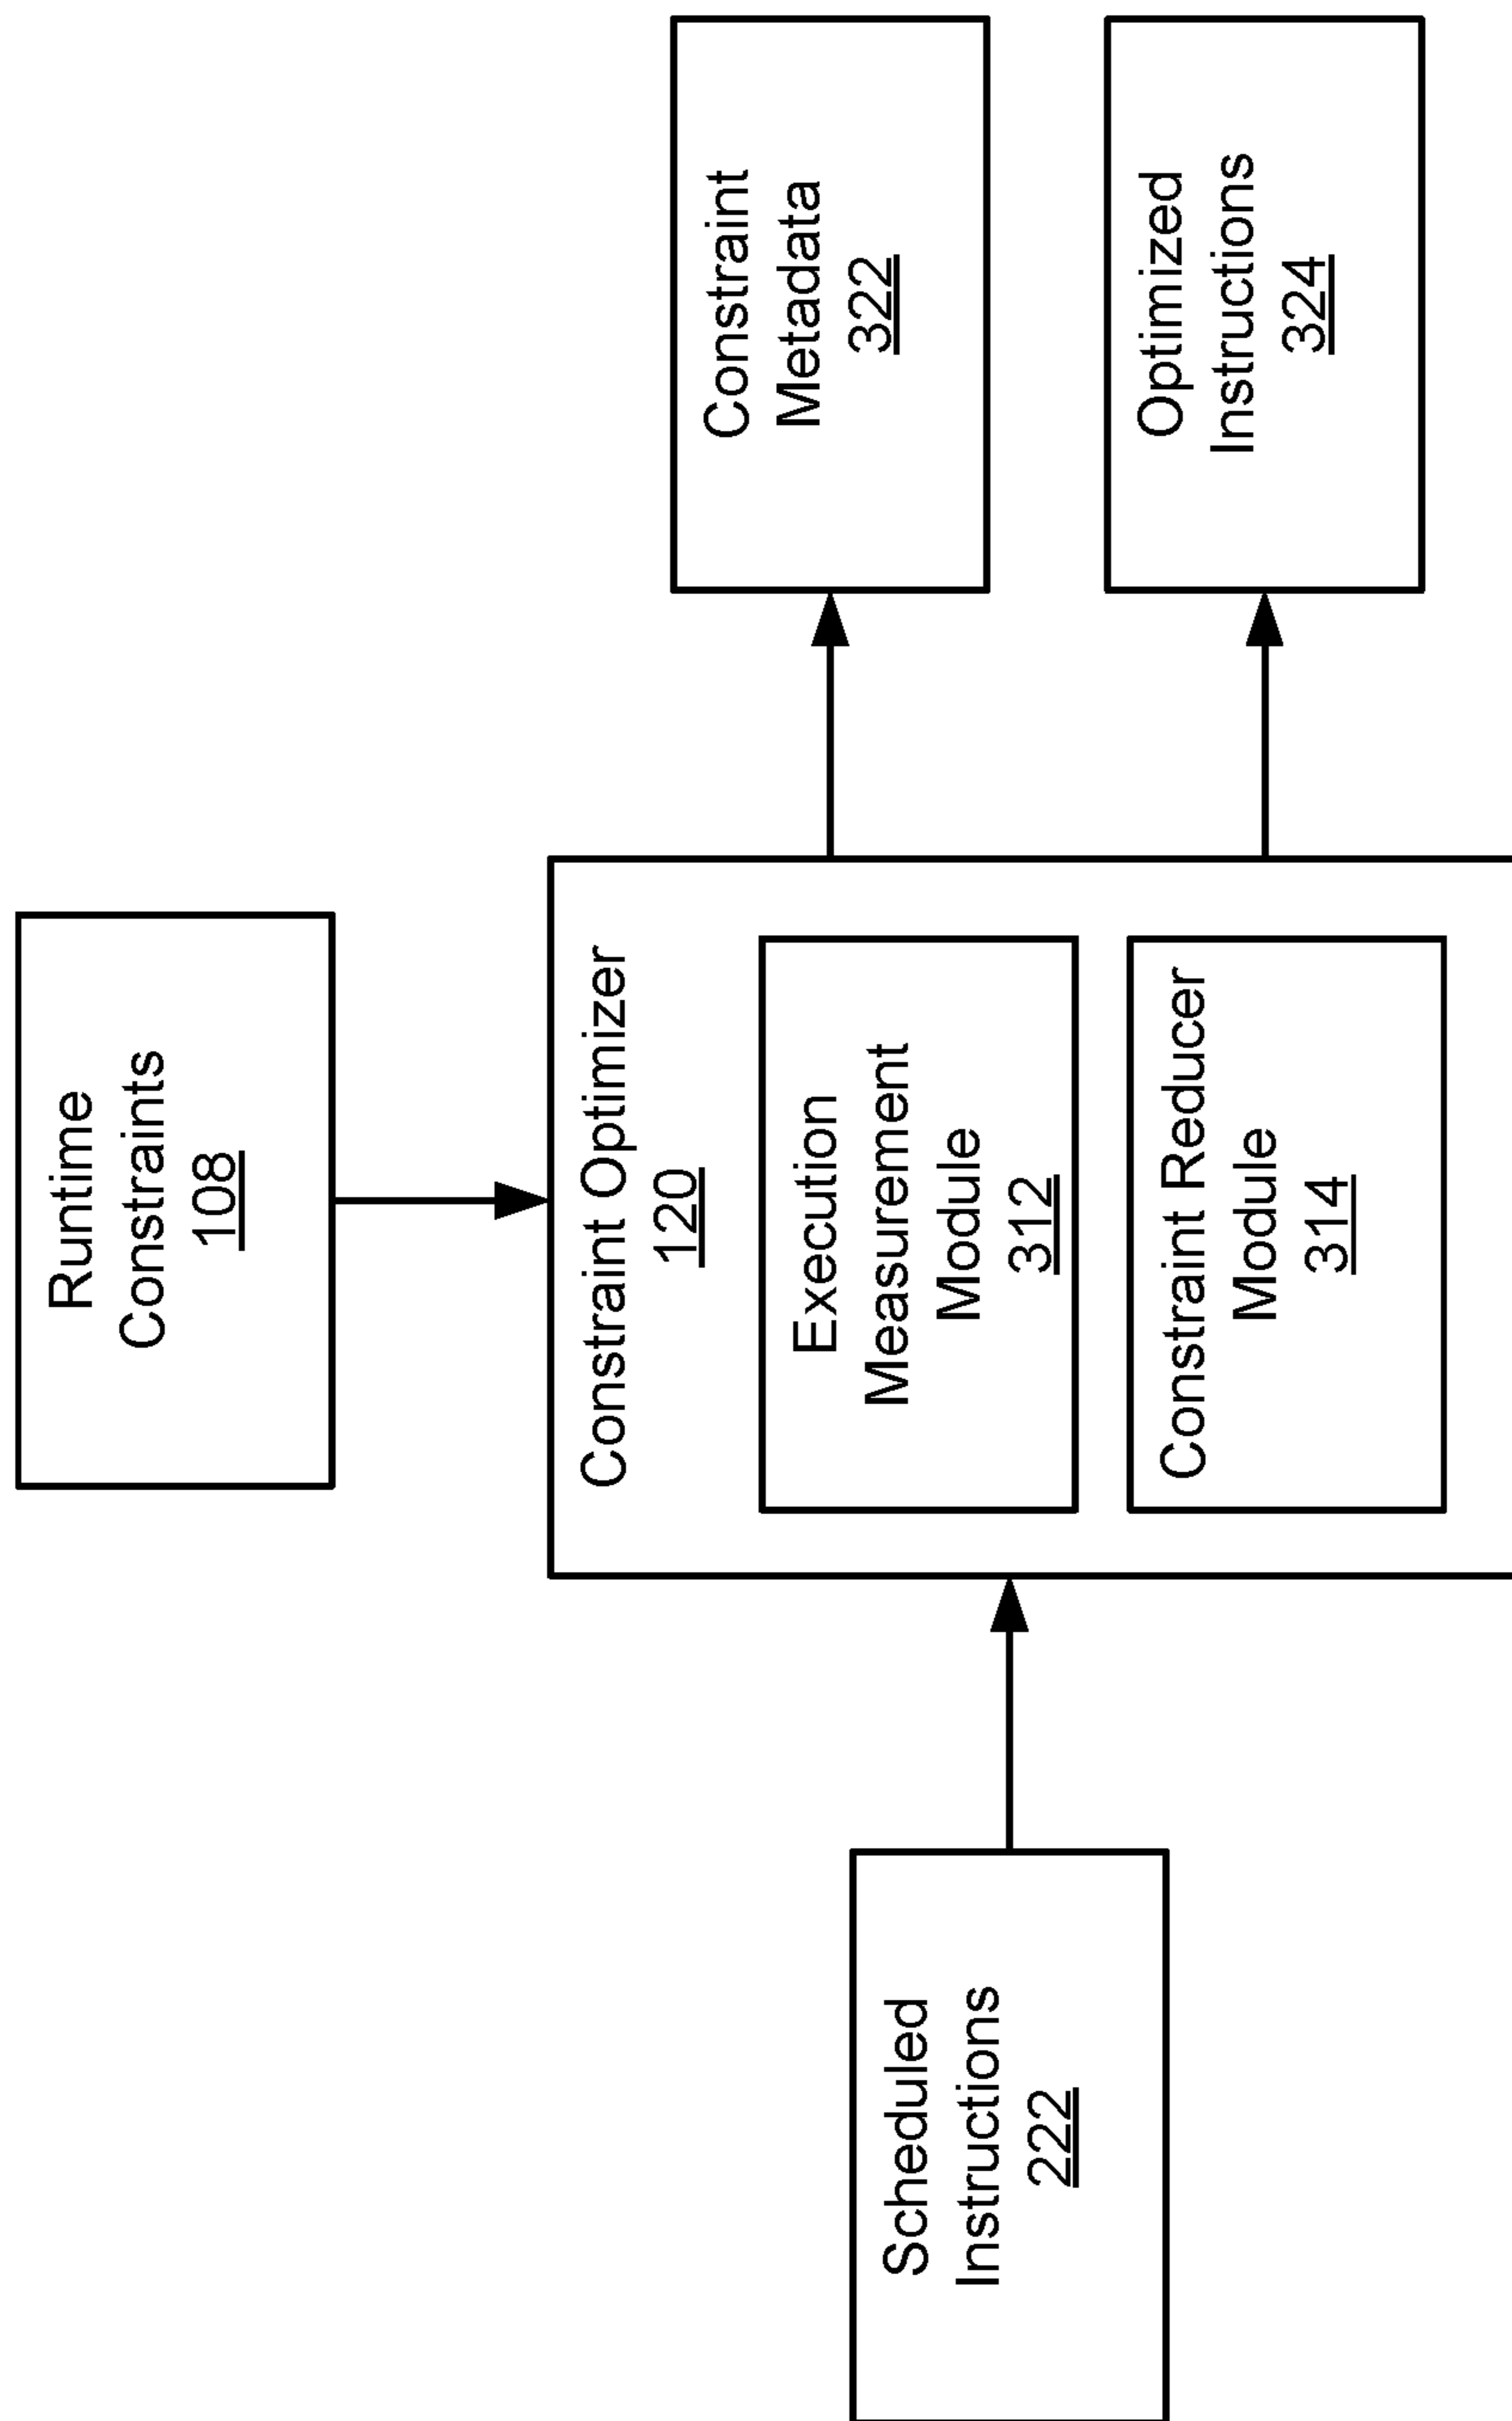 Runtime
Constraints
108
Scheduled
Instructions
222
Constraint Optimizer
120
Execution
Measurement
Module
312
Constraint Reducer
Module
314
Constraint
Metadata
322
Optimized
Instructions
324